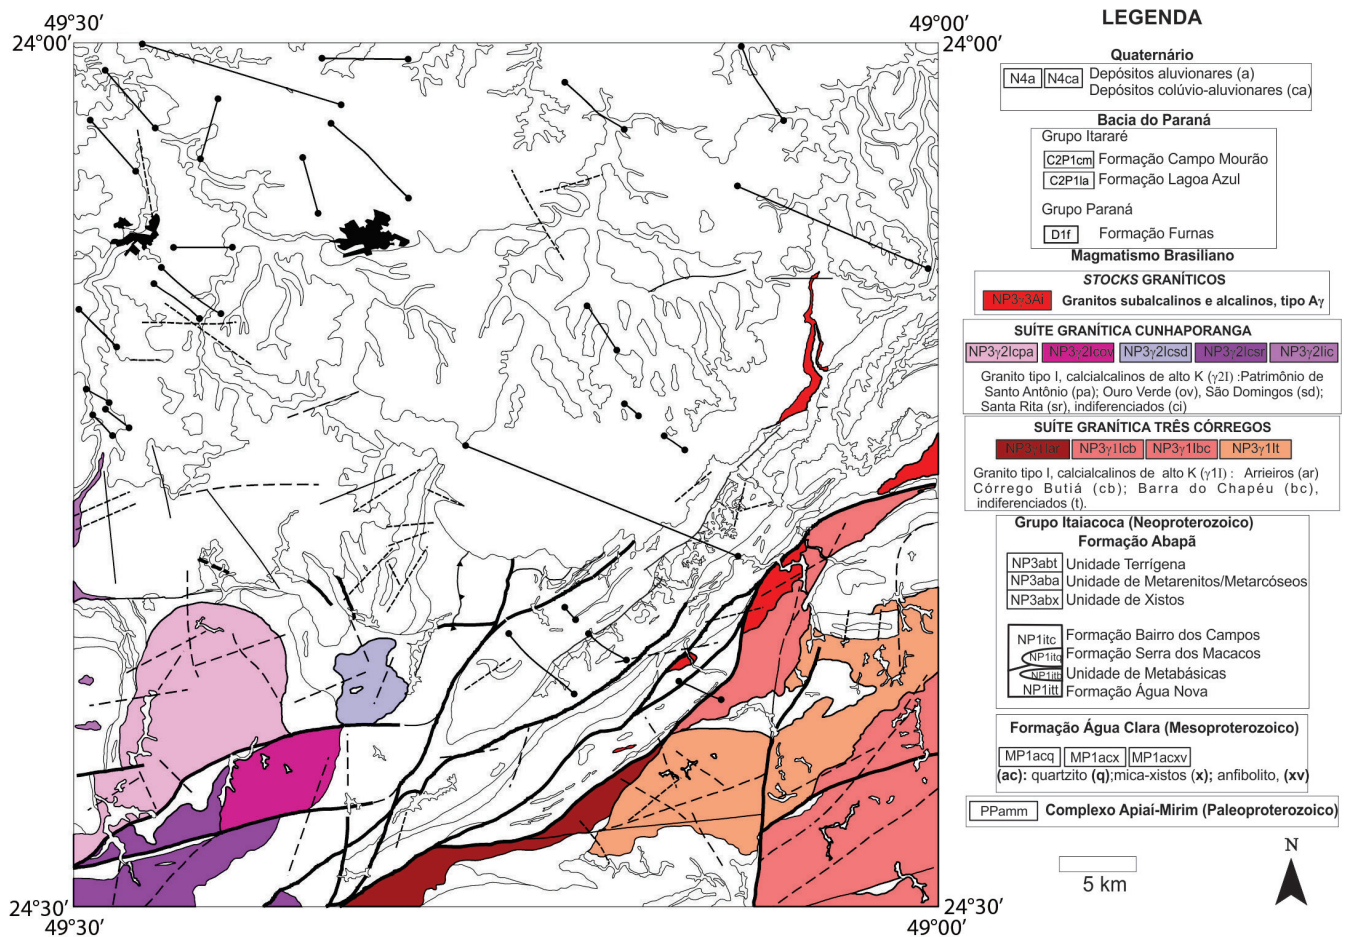 49°30'
49°00'
24°00'
24°00'
24°30'
24°30'
49°30'
49°00'
LEGENDA
Quaternário
N4a N4ca Depósitos aluvionares (a)
Depósitos colúvio-aluvionares (ca)
Bacia do Paraná
Grupo Itararé
C2P1cm Formação Campo Mourão
C2P1la Formação Lagoa Azul
Grupo Paraná
D1f Formação Furnas
Magmatismo Brasiliano
STOCKS GRANÍTICOS
NP3γ3Ai Granitos subalcalinos e alcalinos, tipo Aγ
SUÍTE GRANÍTICA CUNHAPORANGA
NP3γ2Icpa NP3γ2Icov NP3γ2Icsd NP3γ2Icsr NP3γ2Iic
Granito tipo I, calcialcalinos de alto K (γ2I) :Patrimônio de
Santo Antônio (pa); Ouro Verde (ov), São Domingos (sd);
Santa Rita (sr), indiferenciados (ci)
SUÍTE GRANÍTICA TRÊS CÓRREGOS
NP3γ1Iar NP3γ1Icb NP3γ1Ibc NP3γ1It
Granito tipo I, calcialcalinos de alto K (γ1I) : Arrieiros (ar)
Córrego Butiá (cb); Barra do Chapéu (bc),
indiferenciados (t).
Grupo Itaiacoca (Neoproterozoico)
Formação Abapã
NP3abt Unidade Terrígena
NP3aba Unidade de Metarenitos/Metarcóseos
NP3abx Unidade de Xistos
NP1itc Formação Bairro dos Campos
NP1itq Formação Serra dos Macacos
NP1itb Unidade de Metabásicas
NP1itt Formação Água Nova
Formação Água Clara (Mesoproterozoico)
MP1acq MP1acx MP1acxv
(ac): quartzito (q);mica-xistos (x); anfibolito, (xv)
PPamm Complexo Apiaí-Mirim (Paleoproterozoico)
N
5 km